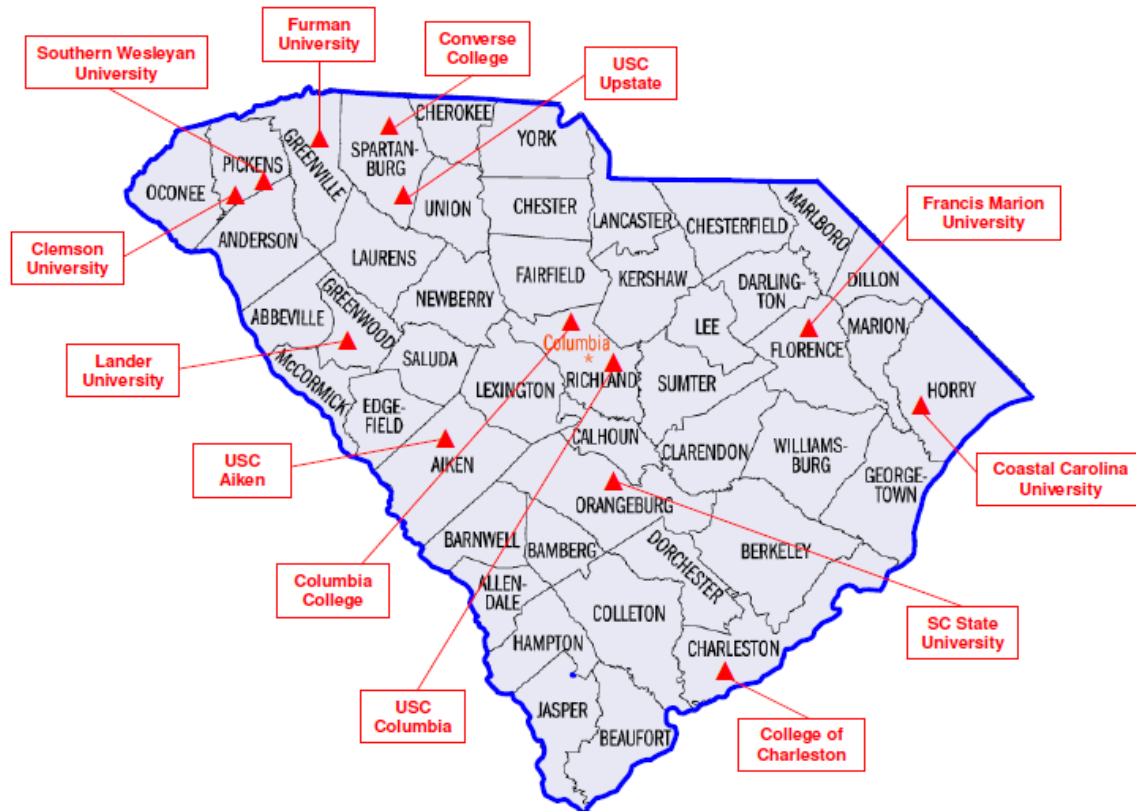 Furman
University
Converse
College
USC
Upstate
Southern Wesleyan
University
CHEROKEE
YORK
SPARTAN-
BURG
GREENVILLE
PICKENS
OCONEE
UNION
CHESTER
LANCASTER
CHESTERFIELD
MARLBORO
Francis Marion
University
Clemson
University
ANDERSON
LAURENS
FAIRFIELD
KERSHAW
DARLING-
TON
DILLON
NEWBERRY
GREENWOOD
ABBEVILLE
LEE
MARION
Columbia
FLORENCE
Lander
University
McCORMICK
SALUDA
LEXINGTON
RICHLAND
SUMTER
HORRY
EDGE-
FIELD
CALHOUN
CLARENDON
WILLIAMS-
BURG
USC
Aiken
AIKEN
GEORGE-
TOWN
Coastal Carolina
University
ORANGEBURG
BARNWELL
BAMBERG
DORCHESTER
BERKELEY
Columbia
College
ALLEN-
DALE
COLLETON
SC State
University
HAMPTON
CHARLESTON
USC
Columbia
JASPER
BEAUFORT
College of
Charleston